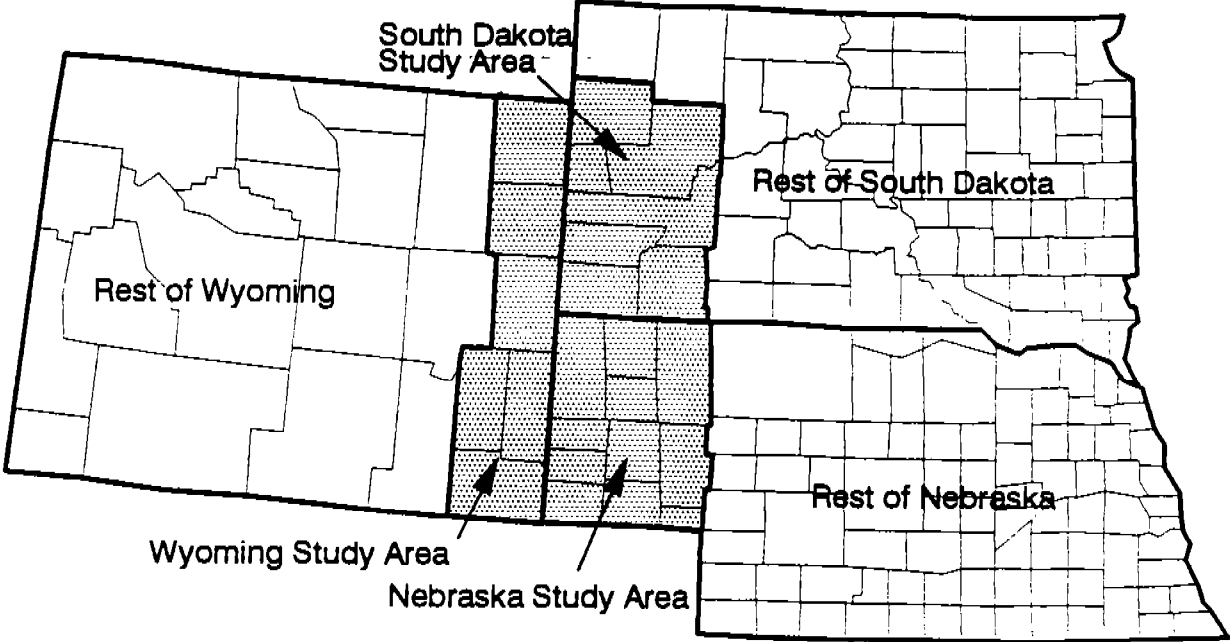 South Dakota
Study Area
Rest of South Dakota
Rest of Wyoming
Rest of Nebraska
Wyoming Study Area
Nebraska Study Area